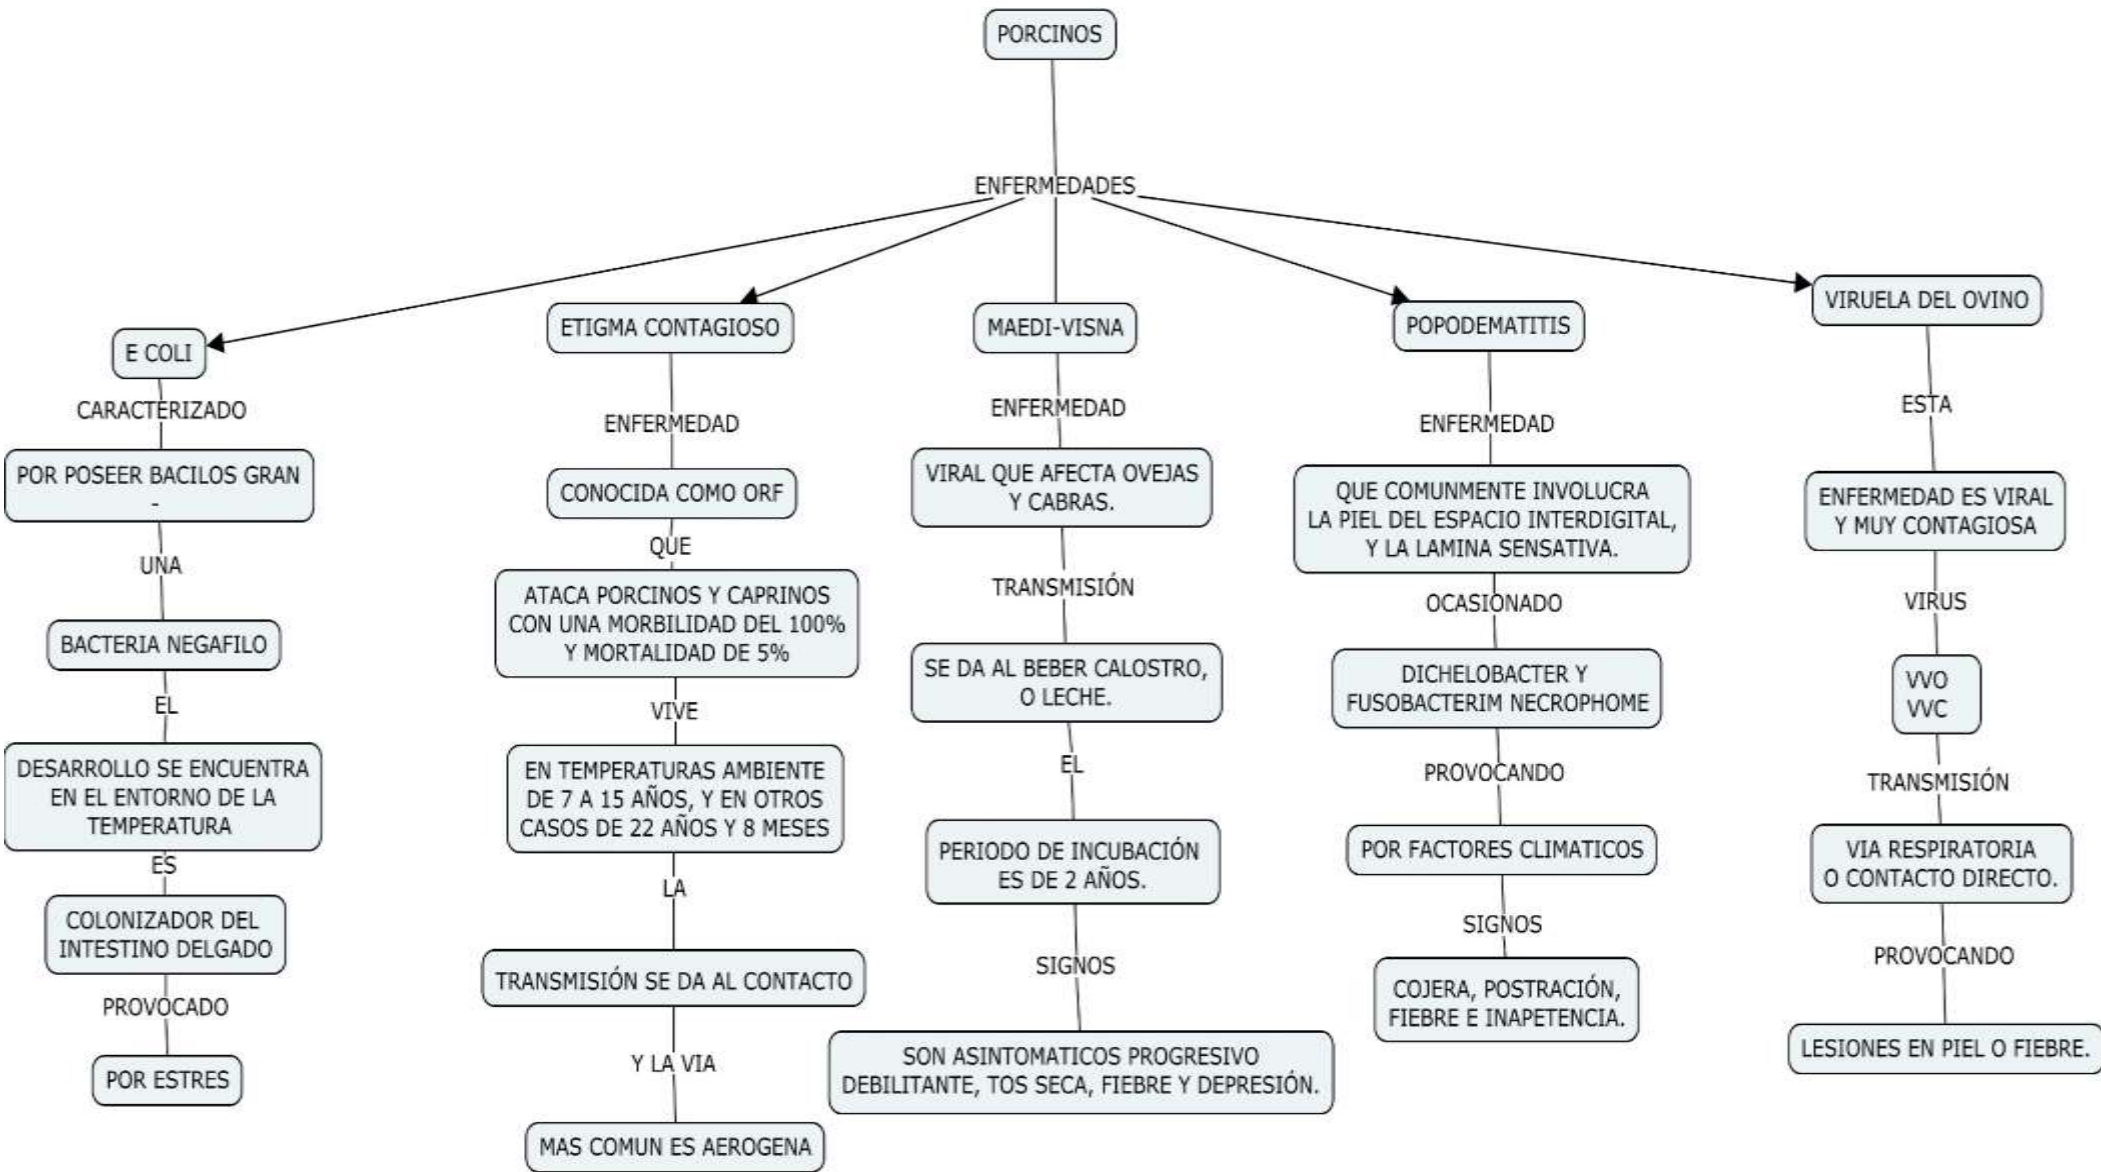 PORCINOS
ENFERMEDADES
E COLI
CARACTERIZADO
POR POSEER BACILOS GRAN
-
UNA
BACTERIA NEGAFILO
EL
DESARROLLO SE ENCUENTRA
EN EL ENTORNO DE LA
TEMPERATURA
ES
COLONIZADOR DEL
INTESTINO DELGADO
PROVOCADO
POR ESTRES
ETIGMA CONTAGIOSO
ENFERMEDAD
CONOCIDA COMO ORF
QUE
ATACA PORCINOS Y CAPRINOS
CON UNA MORBILIDAD DEL 100%
Y MORTALIDAD DE 5%
VIVE
EN TEMPERATURAS AMBIENTE
DE 7 A 15 AÑOS, Y EN OTROS
CASOS DE 22 AÑOS Y 8 MESES
LA
TRANSMISIÓN SE DA AL CONTACTO
Y LA VIA
MAS COMUN ES AEROGENA
MAEDI-VISNA
ENFERMEDAD
VIRAL QUE AFECTA OVEJAS
Y CABRAS.
TRANSMISIÓN
SE DA AL BEBER CALOSTRO,
O LECHE.
EL
PERIODO DE INCUBACIÓN
ES DE 2 AÑOS.
SIGNOS
SON ASINTOMATICOS PROGRESIVO
DEBILITANTE, TOS SECA, FIEBRE Y DEPRESIÓN.
POPODEMATITIS
ENFERMEDAD
QUE COMUNMENTE INVOLUCRA
LA PIEL DEL ESPACIO INTERDIGITAL,
Y LA LAMINA SENSATIVA.
OCASIONADO
DICHELOBACTER Y
FUSOBACTERIM NECROPHOME
PROVOCANDO
POR FACTORES CLIMATICOS
SIGNOS
COJERA, POSTRACIÓN,
FIEBRE E INAPETENCIA.
VIRUELA DEL OVINO
ESTA
ENFERMEDAD ES VIRAL
Y MUY CONTAGIOSA
VIRUS
VVO
VVC
TRANSMISIÓN
VIA RESPIRATORIA
O CONTACTO DIRECTO.
PROVOCANDO
LESIONES EN PIEL O FIEBRE.